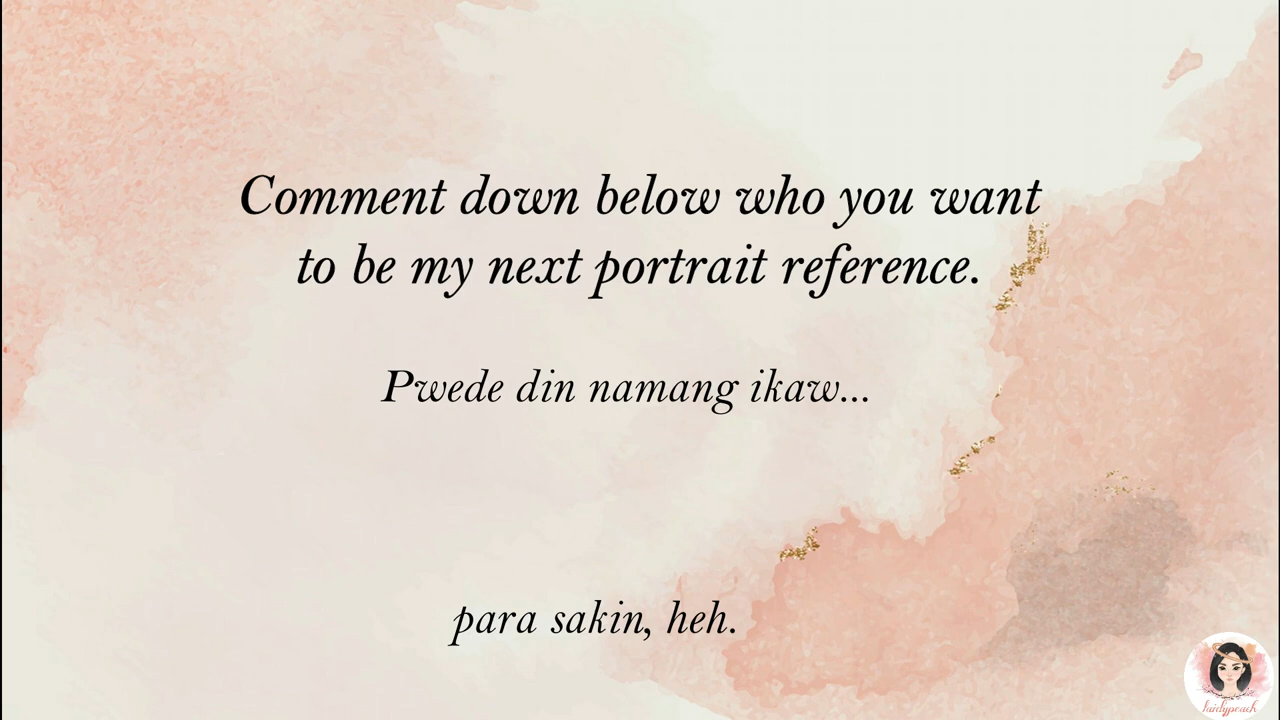 Comment down below who you want
to be my next portrait reference.
Pwede din namang ikaw...
para sakin, heh.
laidypeach